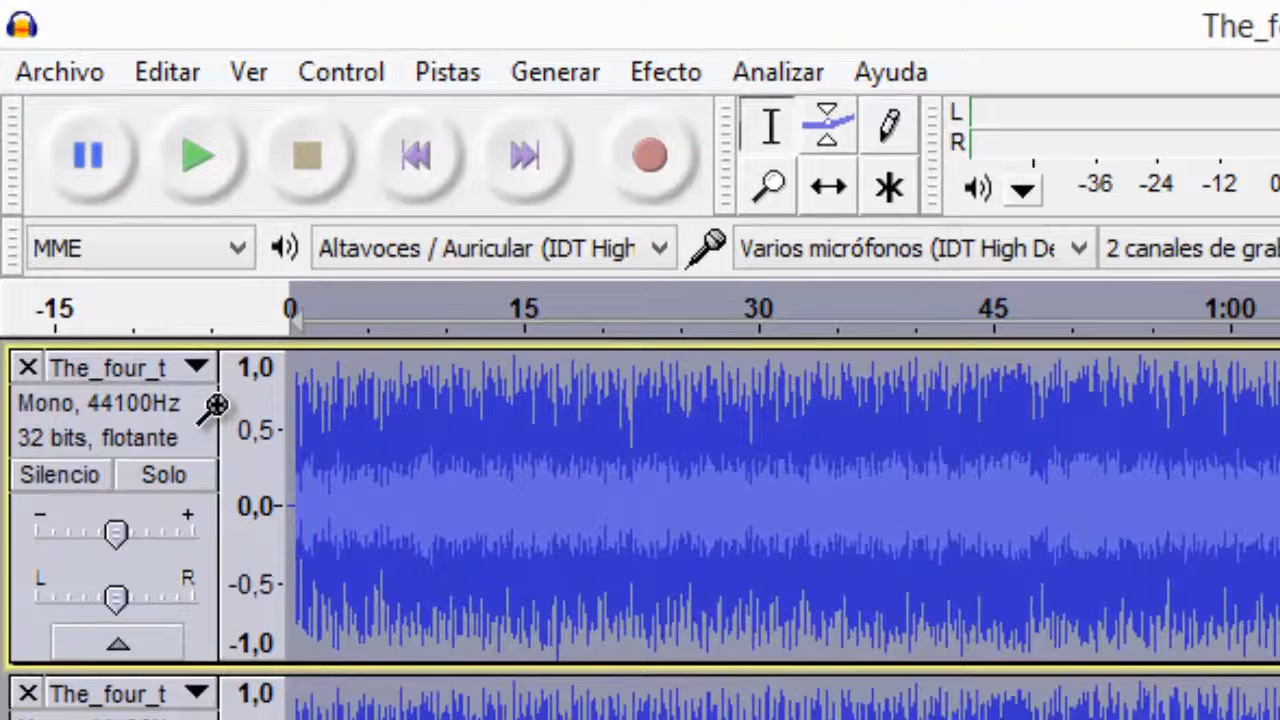 The_f
Archivo Editar Ver Control Pistas Generar Efecto Analizar Ayuda
L
R
-36 -24 -12 0
MME Altavoces / Auricular (IDT High Varios micrófonos (IDT High De 2 canales de gral
-15 0 15 30 45 1:00
The_four_t 1,0
Mono, 44100Hz
0,5
32 bits, flotante
Silencio Solo
0,0
- +
L R
-0,5
-1,0
The_four_t 1,0